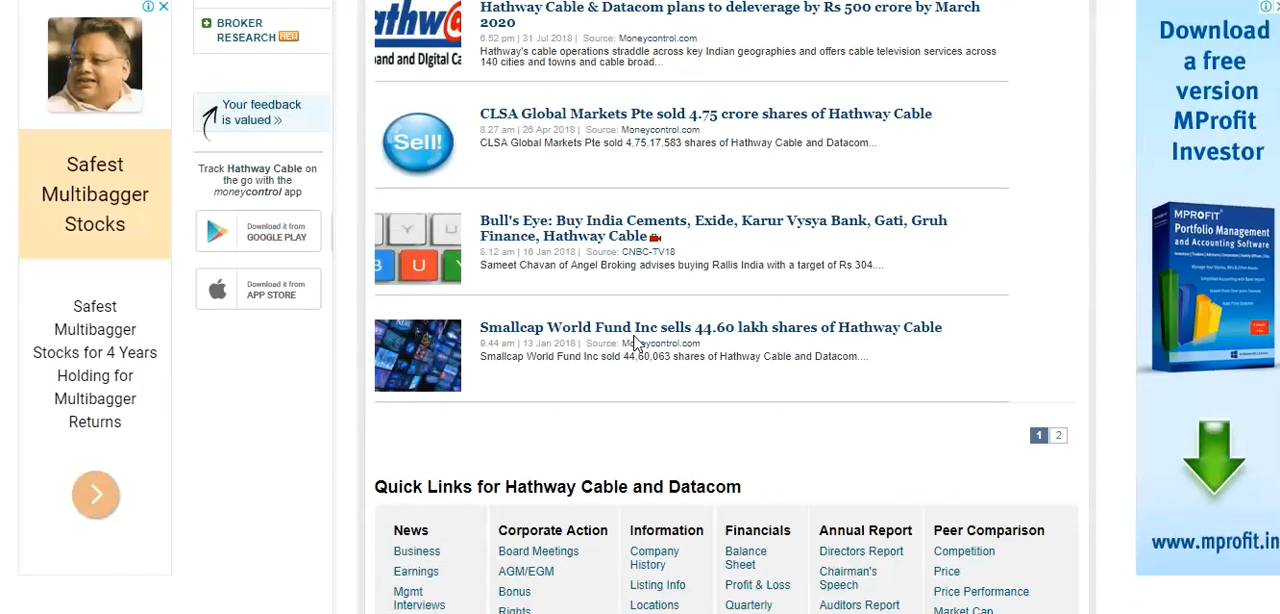 BROKER
RESEARCH NEW
Your feedback
is valued »
Track Hathway Cable on
the go with the
moneycontrol app
Download it from
GOOGLE PLAY
Download it from
APP STORE
Safest
Multibagger
Stocks
Safest
Multibagger
Stocks for 4 Years
Holding for
Multibagger
Returns
Hathway Cable & Datacom plans to deleverage by Rs 500 crore by March
2020
6.52 pm | 31 Jul 2018 | Source: Moneycontrol.com
Hathway's cable operations straddle across key Indian geographies and offers cable television services across
140 cities and towns and cable broad...
CLSA Global Markets Pte sold 4.75 crore shares of Hathway Cable
8.27 am | 26 Apr 2018 | Source: Moneycontrol.com
CLSA Global Markets Pte sold 4,75,17,583 shares of Hathway Cable and Datacom...
Sell!
Bull's Eye: Buy India Cements, Exide, Karur Vysya Bank, Gati, Gruh
Finance, Hathway Cable
8.12 am | 16 Jan 2018 | Source: CNBC-TV18
Sameet Chavan of Angel Broking advises buying Rallis India with a target of Rs 304....
Y U
B U Y
Smallcap World Fund Inc sells 44.60 lakh shares of Hathway Cable
9.44 am | 13 Jan 2018 | Source: Moneycontrol.com
Smallcap World Fund Inc sold 44,60,063 shares of Hathway Cable and Datacom....
1 2
Quick Links for Hathway Cable and Datacom
News
Business
Earnings
Mgmt
Interviews
Corporate Action
Board Meetings
AGM/EGM
Bonus
Rights
Information
Company
History
Listing Info
Locations
Financials
Balance
Sheet
Profit & Loss
Quarterly
Annual Report
Directors Report
Chairman's
Speech
Auditors Report
Peer Comparison
Competition
Price
Price Performance
Market Cap
Download
a free
version
MProfit
Investor
MPROFIT
Portfolio Management
and Accounting Software
www.mprofit.in